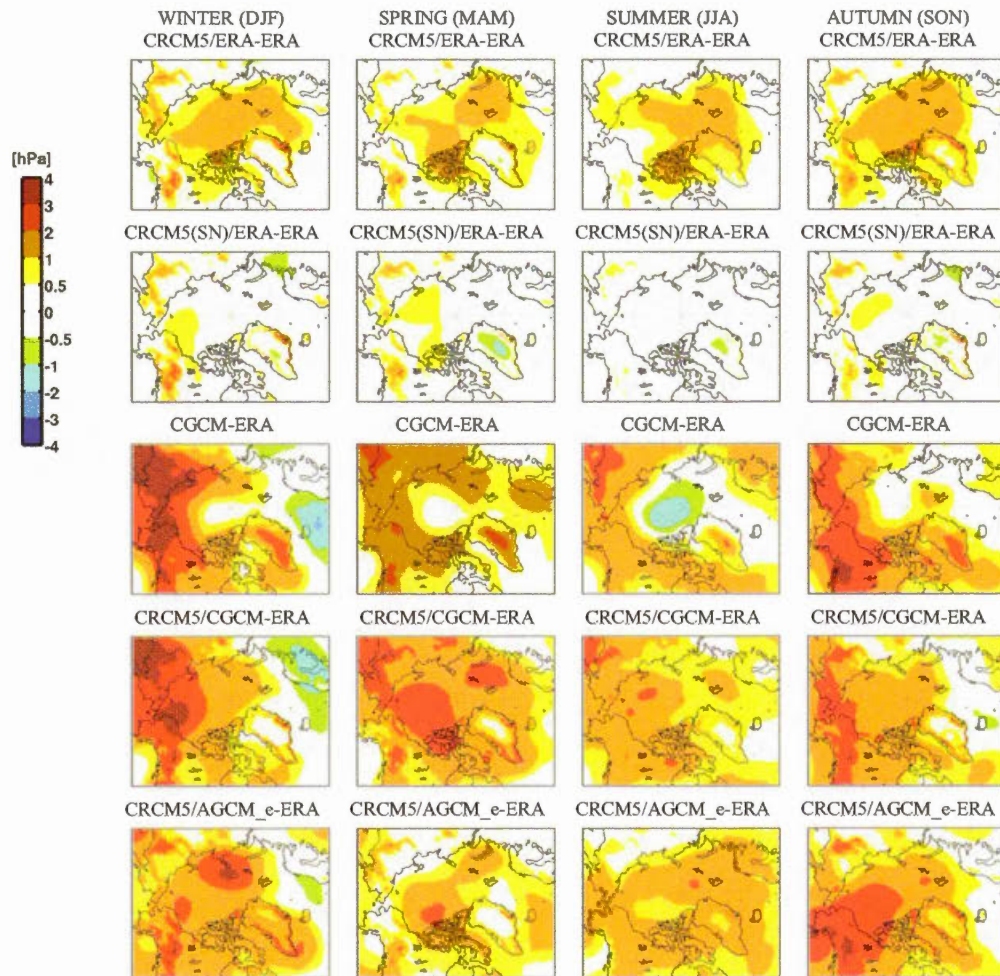 WINTER (DJF) SPRING (MAM) SUMMER (JJA) AUTUMN (SON)
CRCM5/ERA-ERA CRCM5/ERA-ERA CRCM5/ERA-ERA CRCM5/ERA-ERA
[hPa]
4
3
2
1
0.5
0
-0.5
-1
-2
-3
-4
CRCM5(SN)/ERA-ERA CRCM5(SN)/ERA-ERA CRCM5(SN)/ERA-ERA CRCM5(SN)/ERA-ERA
CGCM-ERA CGCM-ERA CGCM-ERA CGCM-ERA
CRCM5/CGCM-ERA CRCM5/CGCM-ERA CRCM5/CGCM-ERA CRCM5/CGCM-ERA
CRCM5/AGCM_e-ERA CRCM5/AGCM_e-ERA CRCM5/AGCM_e-ERA CRCM5/AGCM_e-ERA